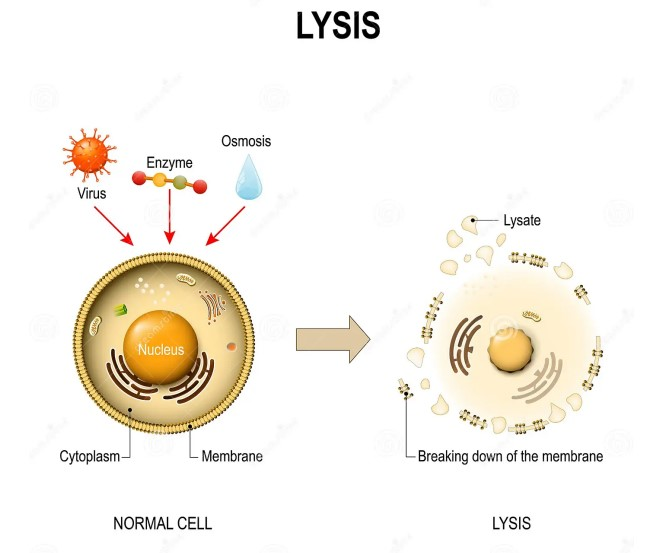 LYSIS
Osmosis
Enzyme
Virus
Lysate
Nucleus
Cytoplasm
Membrane
Breaking down of the membrane
NORMAL CELL
LYSIS